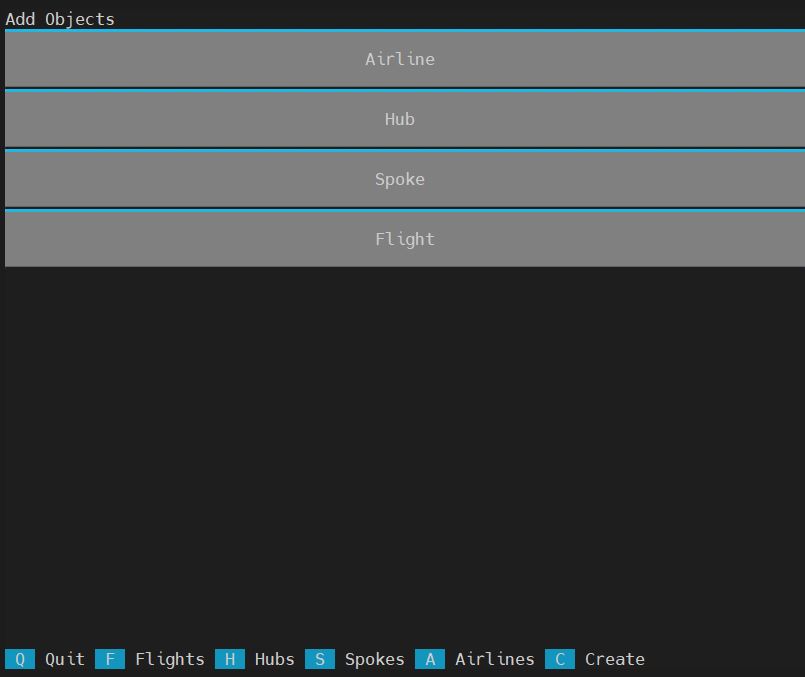 Add Objects
Airline
Hub
Spoke
Flight
Q Quit F Flights H Hubs S Spokes A Airlines C Create